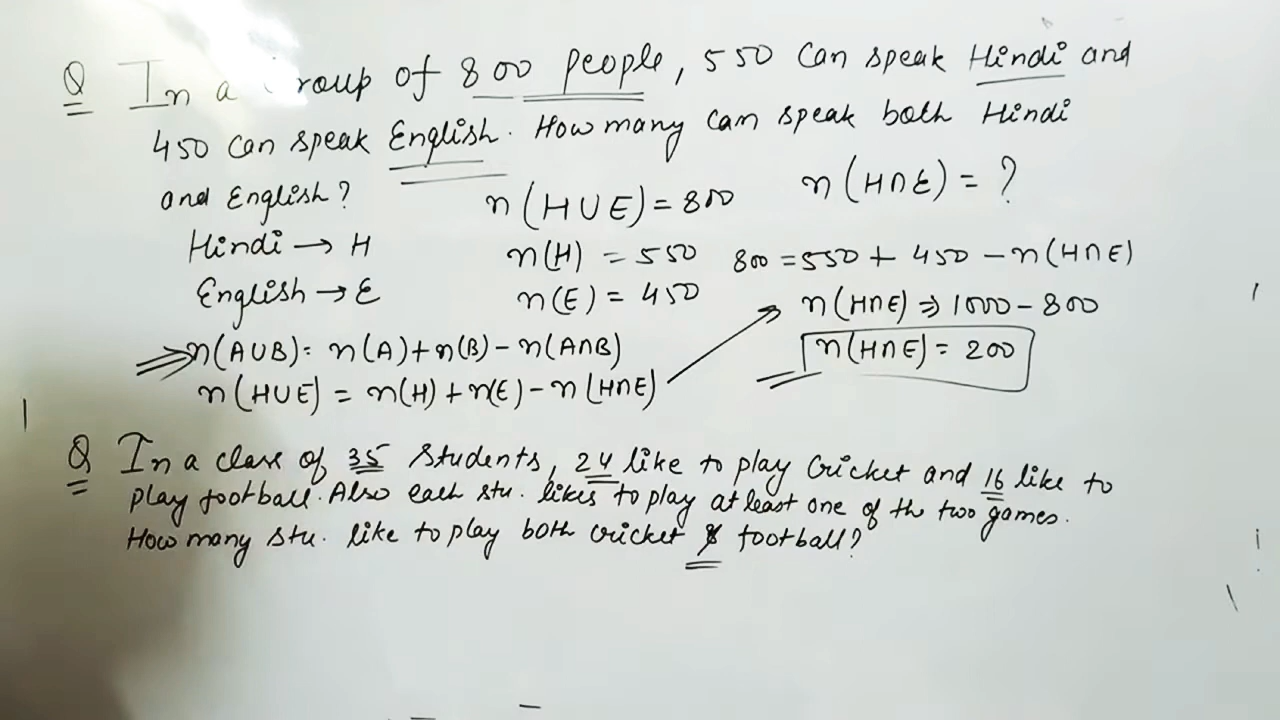 Q In a roup of 800 people, 550 can speak Hindi and
450 can speak English. How many can speak both Hindi
and English?
n(HUE) = 800
n(H∩E) = ?
Hindi → H
n(H) = 550
800 = 550 + 450 - n(H∩E)
English → E
n(E) = 450
n(H∩E) ⇒ 1000 - 800
⇒ n(AUB) = n(A) + n(B) - n(A∩B)
n(H∩E) = 200
n(HUE) = n(H) + n(E) - n(H∩E)
Q In a class of 35 students, 24 like to play Cricket and 16 like to
play football. Also each stu. likes to play at least one of the two games.
How many stu. like to play both cricket & football?